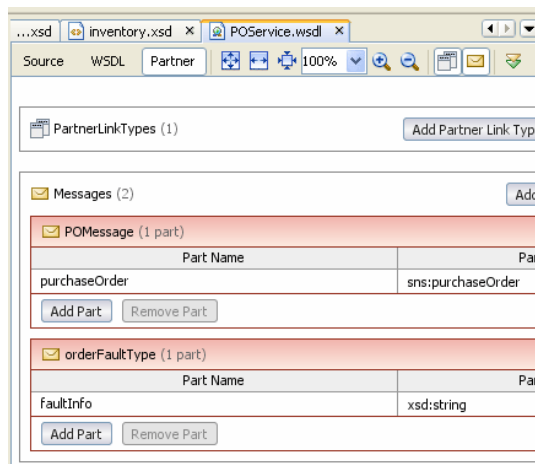 ...xsd inventory.xsd × POService.wsdl ×
Source WSDL Partner 100%
PartnerLinkTypes (1) Add Partner Link Typ
Messages (2) Add
POMessage (1 part)
Part Name Pa
purchaseOrder sns:purchaseOrder
Add Part Remove Part
orderFaultType (1 part)
Part Name Pa
faultInfo xsd:string
Add Part Remove Part